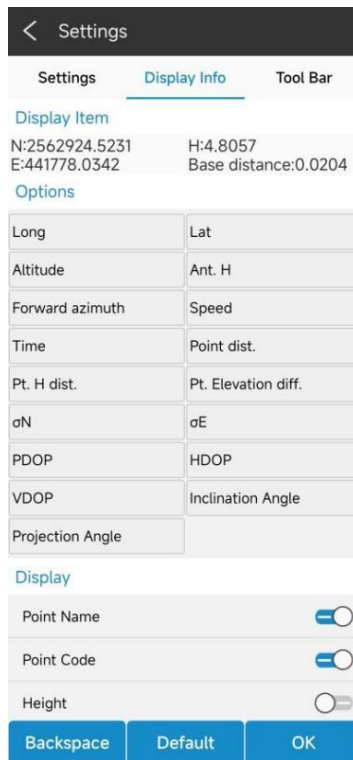 Settings
Settings Display Info Tool Bar
Display Item
N:2562924.5231 H:4.8057
E:441778.0342 Base distance:0.0204
Options
Long Lat
Altitude Ant. H
Forward azimuth Speed
Time Point dist.
Pt. H dist. Pt. Elevation diff.
σN σE
PDOP HDOP
VDOP Inclination Angle
Projection Angle
Display
Point Name
Point Code
Height
Backspace Default OK